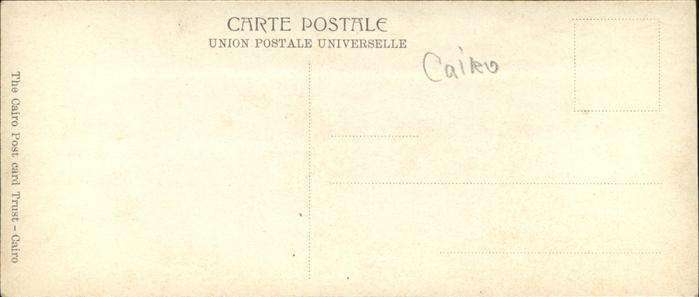 CARTE POSTALE
UNION POSTALE UNIVERSELLE
Cairo
The Cairo Post card Trust - Cairo